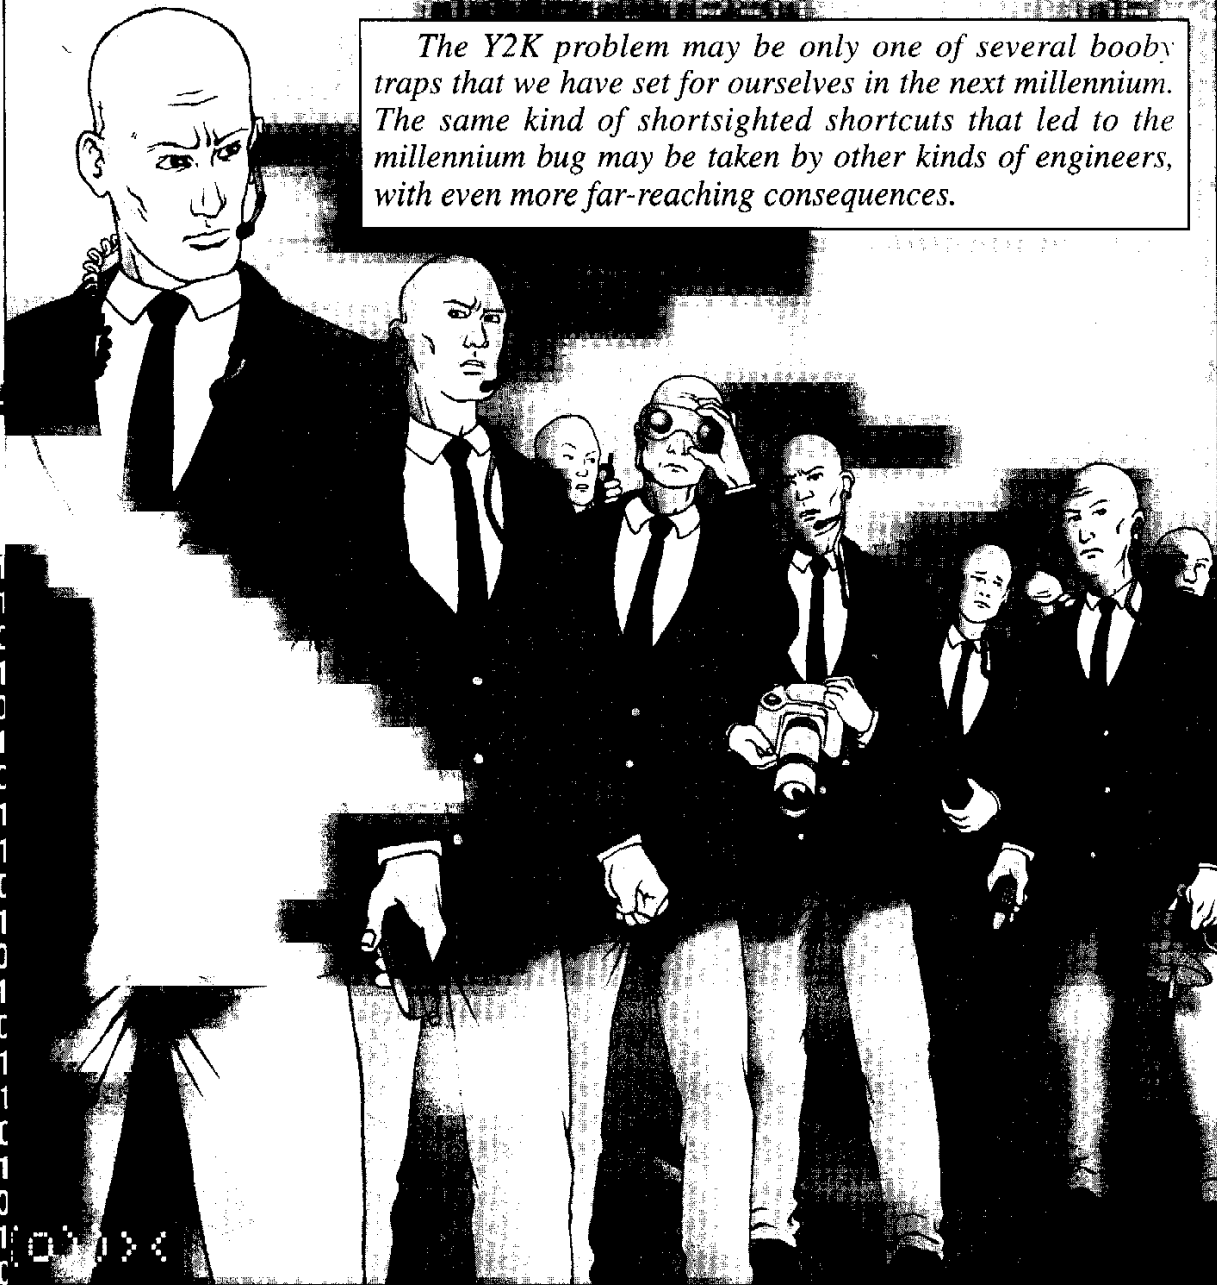 The Y2K problem may be only one of several booby
traps that we have set for ourselves in the next millennium.
The same kind of shortsighted shortcuts that led to the
millennium bug may be taken by other kinds of engineers,
with even more far-reaching consequences.